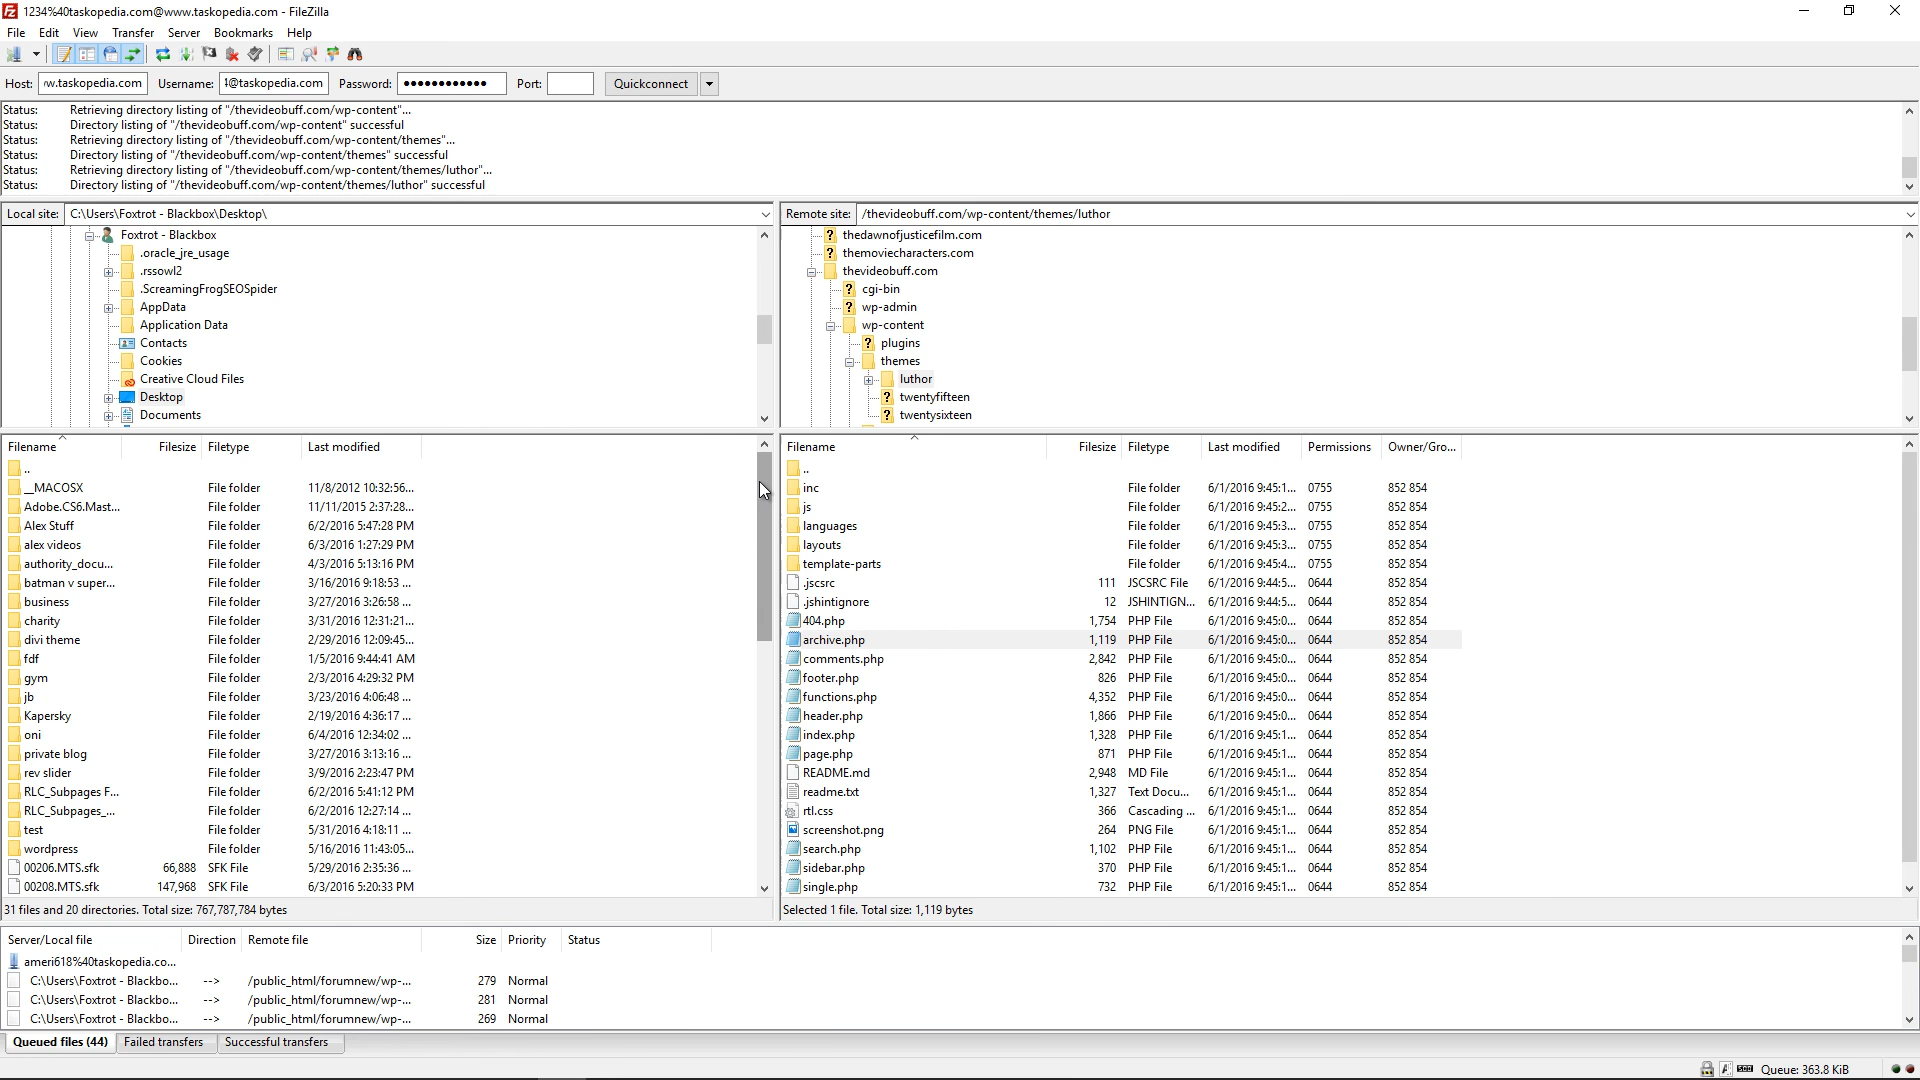 1234%40taskopedia.com@www.taskopedia.com - FileZilla
File Edit View Transfer Server Bookmarks Help
Host: w.taskopedia.com Username: @taskopedia.com Password: ●●●●●●●●●●●● Port: Quickconnect
Status: Retrieving directory listing of "/thevideobuff.com/wp-content"...
Status: Directory listing of "/thevideobuff.com/wp-content" successful
Status: Retrieving directory listing of "/thevideobuff.com/wp-content/themes"...
Status: Directory listing of "/thevideobuff.com/wp-content/themes" successful
Status: Retrieving directory listing of "/thevideobuff.com/wp-content/themes/luthor"...
Status: Directory listing of "/thevideobuff.com/wp-content/themes/luthor" successful
Local site: C:\Users\Foxtrot - Blackbox\Desktop\
Foxtrot - Blackbox
.oracle_jre_usage
.rssowl2
.ScreamingFrogSEOSpider
AppData
Application Data
Contacts
Cookies
Creative Cloud Files
Desktop
Documents
Remote site: /thevideobuff.com/wp-content/themes/luthor
thedawnofjusticefilm.com
themoviecharacters.com
thevideobuff.com
cgi-bin
wp-admin
wp-content
plugins
themes
luthor
twentyfifteen
twentysixteen
Filename Filesize Filetype Last modified
..
__MACOSX File folder 11/8/2012 10:32:56...
Adobe.CS6.Mast... File folder 11/11/2015 2:37:28...
Alex Stuff File folder 6/2/2016 5:47:28 PM
alex videos File folder 6/3/2016 1:27:29 PM
authority_docu... File folder 4/3/2016 5:13:16 PM
batman v super... File folder 3/16/2016 9:18:53 ...
business File folder 3/27/2016 3:26:58 ...
charity File folder 3/31/2016 12:31:21...
divi theme File folder 2/29/2016 12:09:45...
fdf File folder 1/5/2016 9:44:41 AM
gym File folder 2/3/2016 4:29:32 PM
jb File folder 3/23/2016 4:06:48 ...
Kapersky File folder 2/19/2016 4:36:17 ...
oni File folder 6/4/2016 12:34:02 ...
private blog File folder 3/27/2016 3:13:16 ...
rev slider File folder 3/9/2016 2:23:47 PM
RLC_Subpages F... File folder 6/2/2016 5:41:12 PM
RLC_Subpages_... File folder 6/2/2016 12:27:14 ...
test File folder 5/31/2016 4:18:11 ...
wordpress File folder 5/16/2016 11:43:05...
00206.MTS.sfk 66,888 SFK File 5/29/2016 2:35:36 ...
00208.MTS.sfk 147,968 SFK File 6/3/2016 5:20:33 PM
31 files and 20 directories. Total size: 767,787,784 bytes
Filename Filesize Filetype Last modified Permissions Owner/Gro...
..
inc File folder 6/1/2016 9:45:1... 0755 852 854
js File folder 6/1/2016 9:45:2... 0755 852 854
languages File folder 6/1/2016 9:45:3... 0755 852 854
layouts File folder 6/1/2016 9:45:3... 0755 852 854
template-parts File folder 6/1/2016 9:45:4... 0755 852 854
.jscsrc 111 JSCSRC File 6/1/2016 9:44:5... 0644 852 854
.jshintignore 12 JSHINTIGN... 6/1/2016 9:44:5... 0644 852 854
404.php 1,754 PHP File 6/1/2016 9:45:0... 0644 852 854
archive.php 1,119 PHP File 6/1/2016 9:45:0... 0644 852 854
comments.php 2,842 PHP File 6/1/2016 9:45:0... 0644 852 854
footer.php 826 PHP File 6/1/2016 9:45:0... 0644 852 854
functions.php 4,352 PHP File 6/1/2016 9:45:0... 0644 852 854
header.php 1,866 PHP File 6/1/2016 9:45:0... 0644 852 854
index.php 1,328 PHP File 6/1/2016 9:45:1... 0644 852 854
page.php 871 PHP File 6/1/2016 9:45:1... 0644 852 854
README.md 2,948 MD File 6/1/2016 9:45:1... 0644 852 854
readme.txt 1,327 Text Docu... 6/1/2016 9:45:1... 0644 852 854
rtl.css 366 Cascading ... 6/1/2016 9:45:1... 0644 852 854
screenshot.png 264 PNG File 6/1/2016 9:45:1... 0644 852 854
search.php 1,102 PHP File 6/1/2016 9:45:1... 0644 852 854
sidebar.php 370 PHP File 6/1/2016 9:45:1... 0644 852 854
single.php 732 PHP File 6/1/2016 9:45:1... 0644 852 854
Selected 1 file. Total size: 1,119 bytes
Server/Local file Direction Remote file Size Priority Status
ameri618%40taskopedia.co...
C:\Users\Foxtrot - Blackbo... --> /public_html/forumnew/wp-... 279 Normal
C:\Users\Foxtrot - Blackbo... --> /public_html/forumnew/wp-... 281 Normal
C:\Users\Foxtrot - Blackbo... --> /public_html/forumnew/wp-... 269 Normal
Queued files (44) Failed transfers Successful transfers
Queue: 363.8 KiB